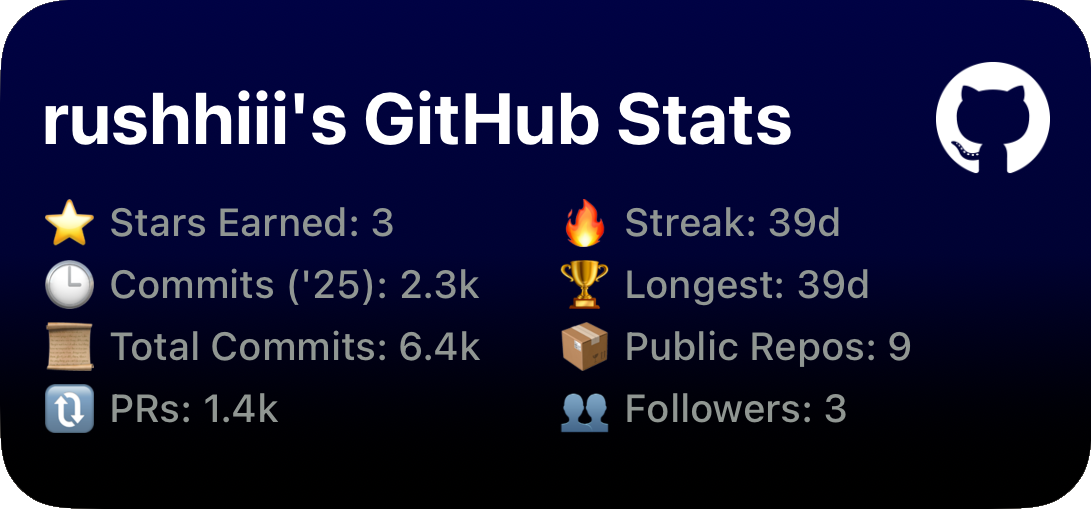 rushhiii's GitHub Stats
Stars Earned: 3
Commits ('25): 2.3k
Total Commits: 6.4k
PRs: 1.4k
Streak: 39d
Longest: 39d
Public Repos: 9
Followers: 3